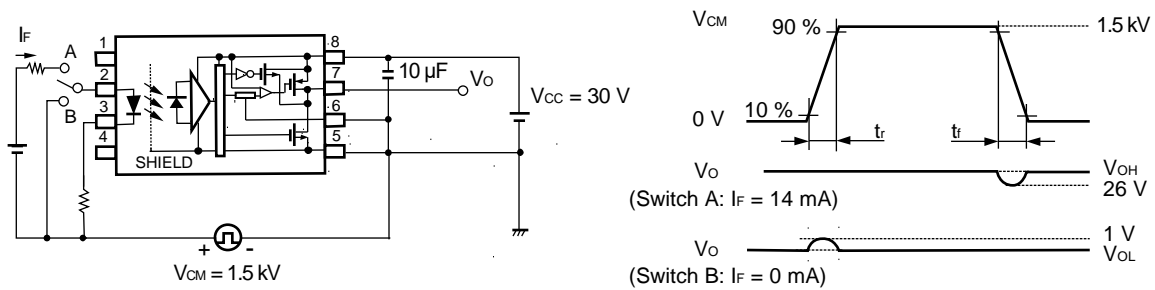 IF
A
B
1
2
3
4
8
7
6
5
SHIELD
10 µF
VO
VCC = 30 V
+ -
VCM = 1.5 kV
VCM
90 %
1.5 kV
10 %
0 V
tr
tf
VO
VOH
26 V
(Switch A: IF = 14 mA)
1 V
VO
VOL
(Switch B: IF = 0 mA)